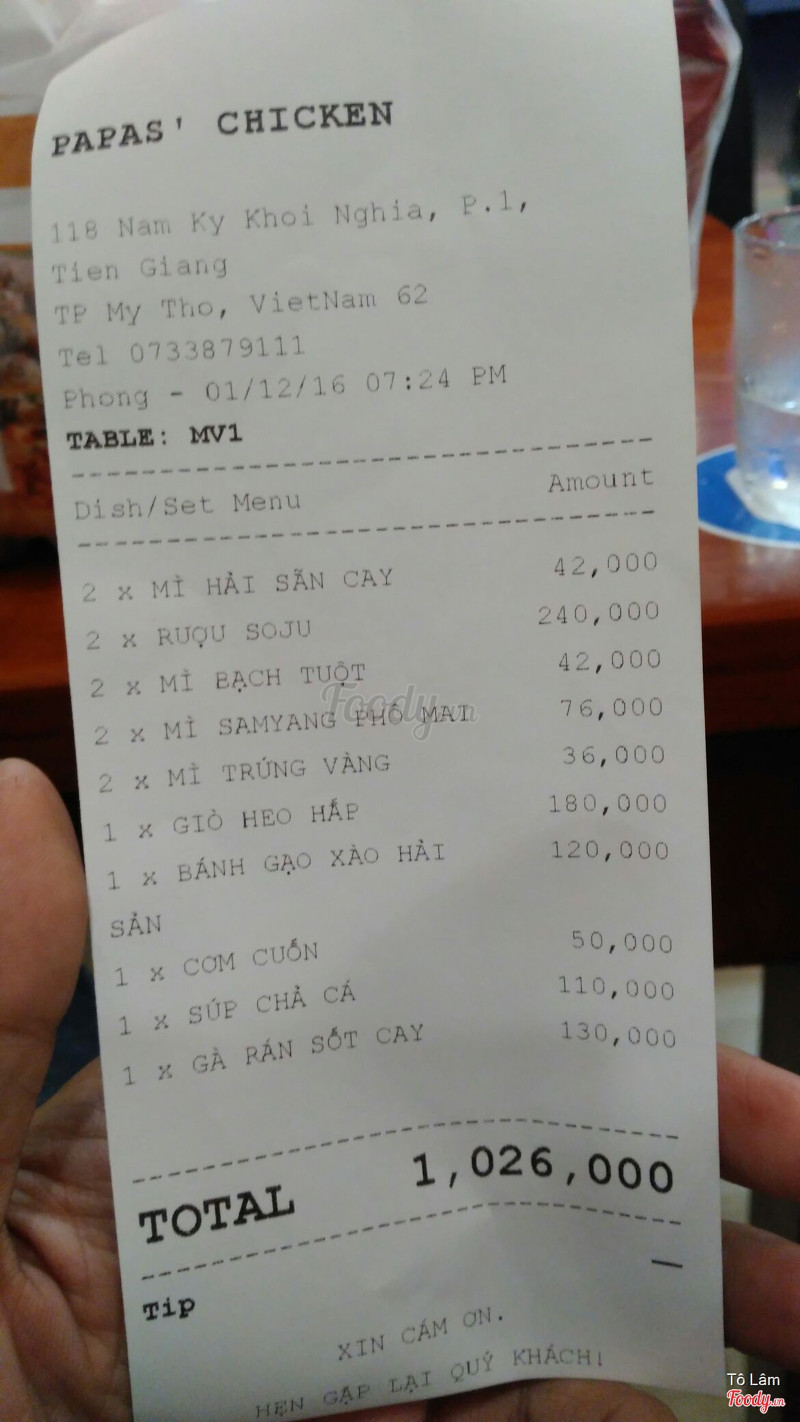 PAPAS' CHICKEN
118 Nam Ky Khoi Nghia, P.1,
Tien Giang
TP My Tho, VietNam 62
Tel 0733879111
Phong - 01/12/16 07:24 PM
TABLE: MV1
Dish/Set Menu Amount
2 x MÌ HẢI SÃN CAY 42,000
2 x RƯỢU SOJU 240,000
2 x MÌ BẠCH TUỘT 42,000
Foody.vn
2 x MÌ SAMYANG PHÔ MAI 76,000
2 x MÌ TRỨNG VÀNG 36,000
1 x GIÒ HEO HẤP 180,000
1 x BÁNH GẠO XÀO HẢI 120,000
SẢN
1 x CƠM CUỐN 50,000
1 x SÚP CHẢ CÁ 110,000
1 x GÀ RÁN SỐT CAY 130,000
TOTAL 1,026,000
Tip —
XIN CÁM ƠN.
HẸN GẶP LẠI QUÝ KHÁCH!
Tô Lâm
Foody.vn